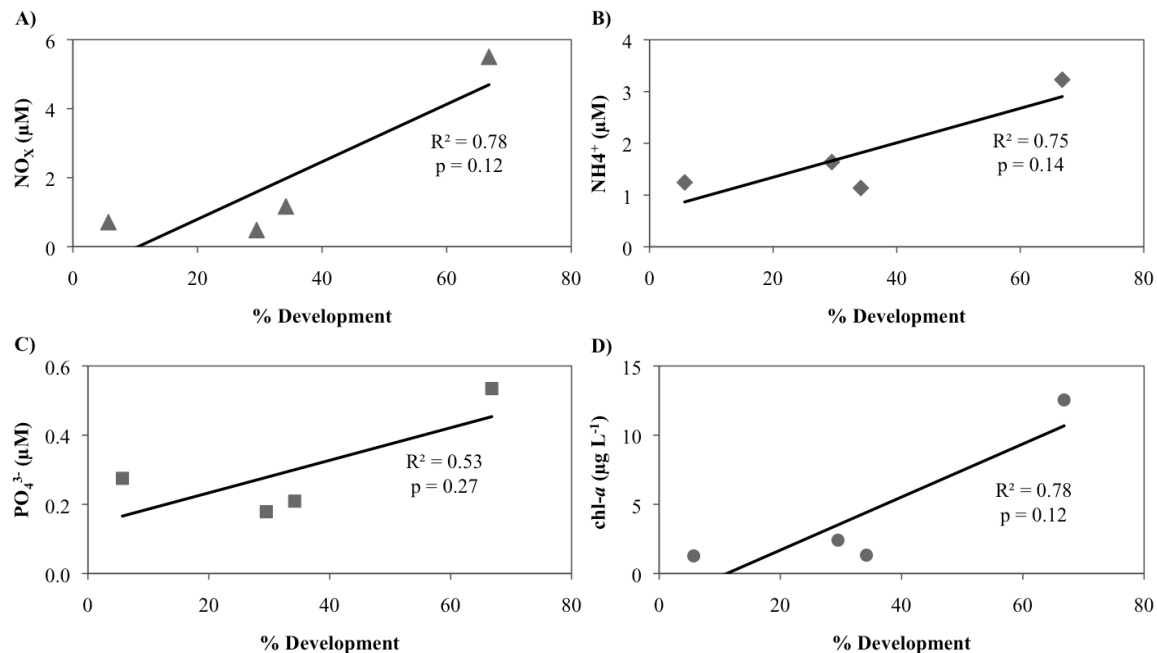 A)
6
4
2
0
NOX (µM)
R² = 0.78
p = 0.12
0 20 40 60 80
% Development
B)
4
3
2
1
0
NH4⁺ (µM)
R² = 0.75
p = 0.14
0 20 40 60 80
% Development
C)
0.6
0.4
0.2
0.0
PO₄³⁻ (µM)
R² = 0.53
p = 0.27
0 20 40 60 80
% Development
D)
15
10
5
0
chl-a (µg L⁻¹)
R² = 0.78
p = 0.12
0 20 40 60 80
% Development